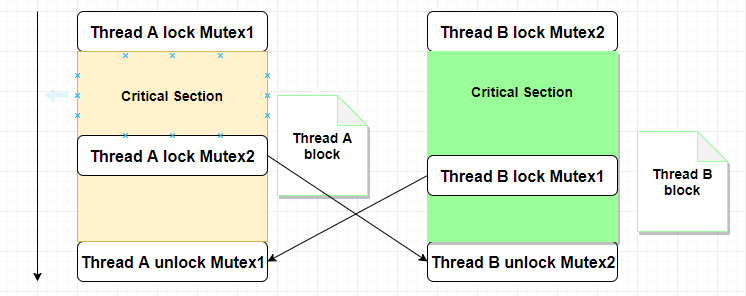 Thread A lock Mutex1
Thread B lock Mutex2
Critical Section
Critical Section
Thread A
block
Thread A lock Mutex2
Thread B lock Mutex1
Thread B
block
Thread A unlock Mutex1
Thread B unlock Mutex2